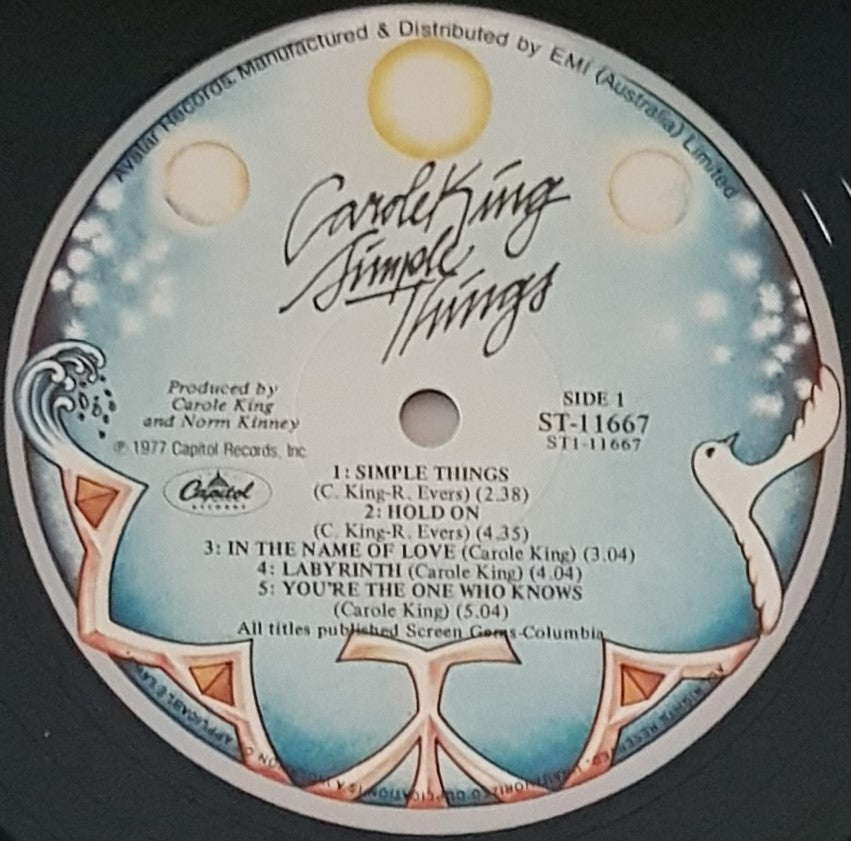 Avatar Records. Manufactured & Distributed by EMI (Australia) Limited
Carole King
Simple
Things
Produced by
Carole King
and Norm Kinney
℗ 1977 Capitol Records, Inc.
Capitol
RECORDS
SIDE 1
ST-11667
ST1-11667
1: SIMPLE THINGS
(C. King-R. Evers) (2.38)
2: HOLD ON
(C. King-R. Evers) (4.35)
3: IN THE NAME OF LOVE (Carole King) (3.04)
4: LABYRINTH (Carole King) (4.04)
5: YOU'RE THE ONE WHO KNOWS
(Carole King) (5.04)
All titles published Screen Gems-Columbia